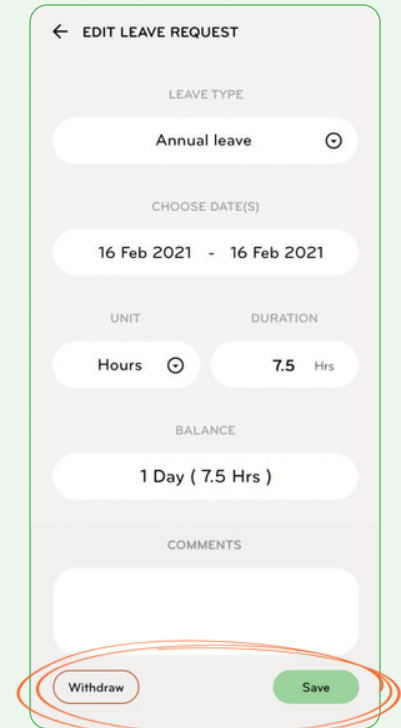 EDIT LEAVE REQUEST
LEAVE TYPE
Annual leave
CHOOSE DATE(S)
16 Feb 2021 - 16 Feb 2021
UNIT DURATION
Hours 7.5 Hrs
BALANCE
1 Day ( 7.5 Hrs )
COMMENTS
Withdraw Save